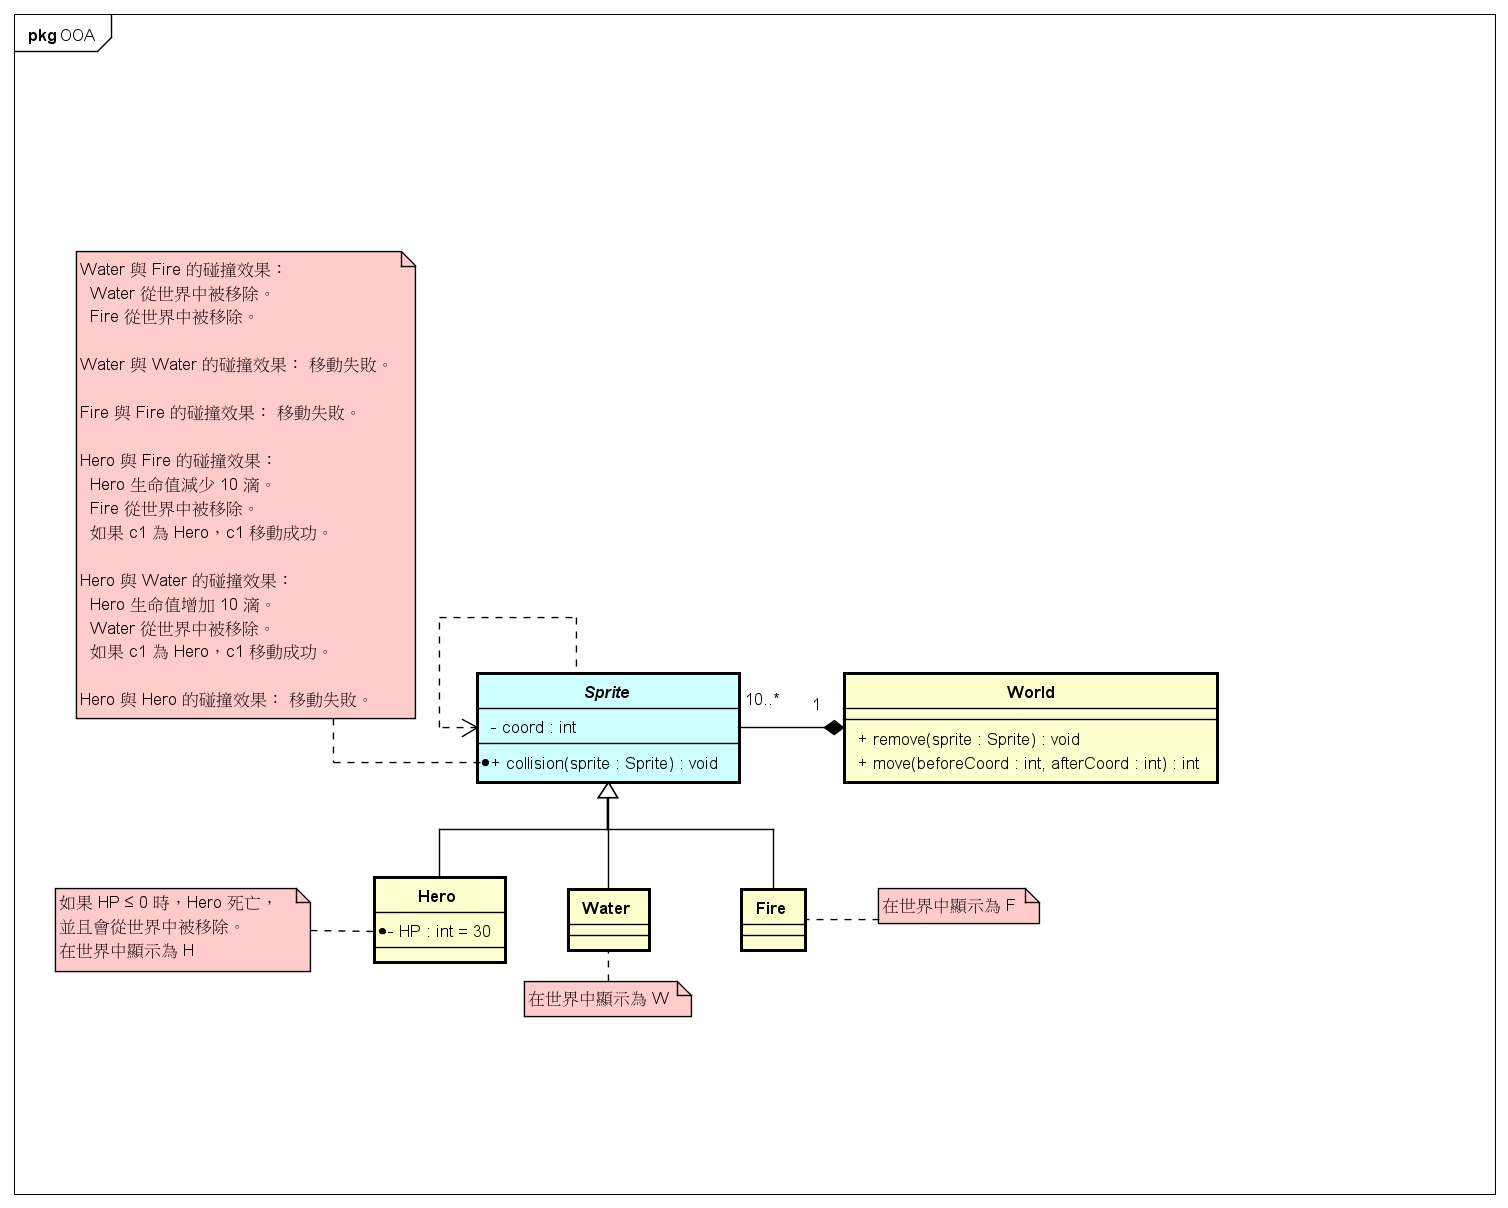 pkg OOA
Water 與 Fire 的碰撞效果：
Water 從世界中被移除。
Fire 從世界中被移除。
Water 與 Water 的碰撞效果： 移動失敗。
Fire 與 Fire 的碰撞效果： 移動失敗。
Hero 與 Fire 的碰撞效果：
Hero 生命值減少 10 滴。
Fire 從世界中被移除。
如果 c1 為 Hero，c1 移動成功。
Hero 與 Water 的碰撞效果：
Hero 生命值增加 10 滴。
Water 從世界中被移除。
如果 c1 為 Hero，c1 移動成功。
Hero 與 Hero 的碰撞效果： 移動失敗。
Sprite
- coord : int
+ collision(sprite : Sprite) : void
10..*
1
World
+ remove(sprite : Sprite) : void
+ move(beforeCoord : int, afterCoord : int) : int
如果 HP ≤ 0 時，Hero 死亡，
並且會從世界中被移除。
在世界中顯示為 H
Hero
- HP : int = 30
Water
Fire
在世界中顯示為 F
在世界中顯示為 W